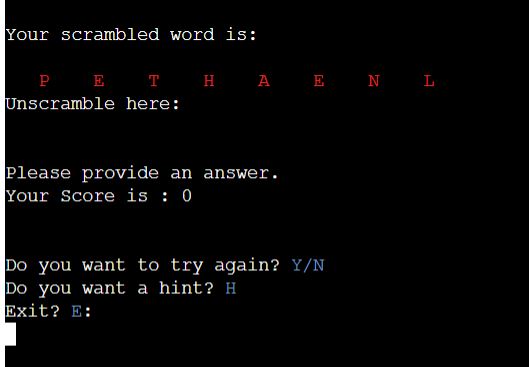 Your scrambled word is:
P E T H A E N L
Unscramble here:
Please provide an answer.
Your Score is : 0
Do you want to try again? Y/N
Do you want a hint? H
Exit? E: